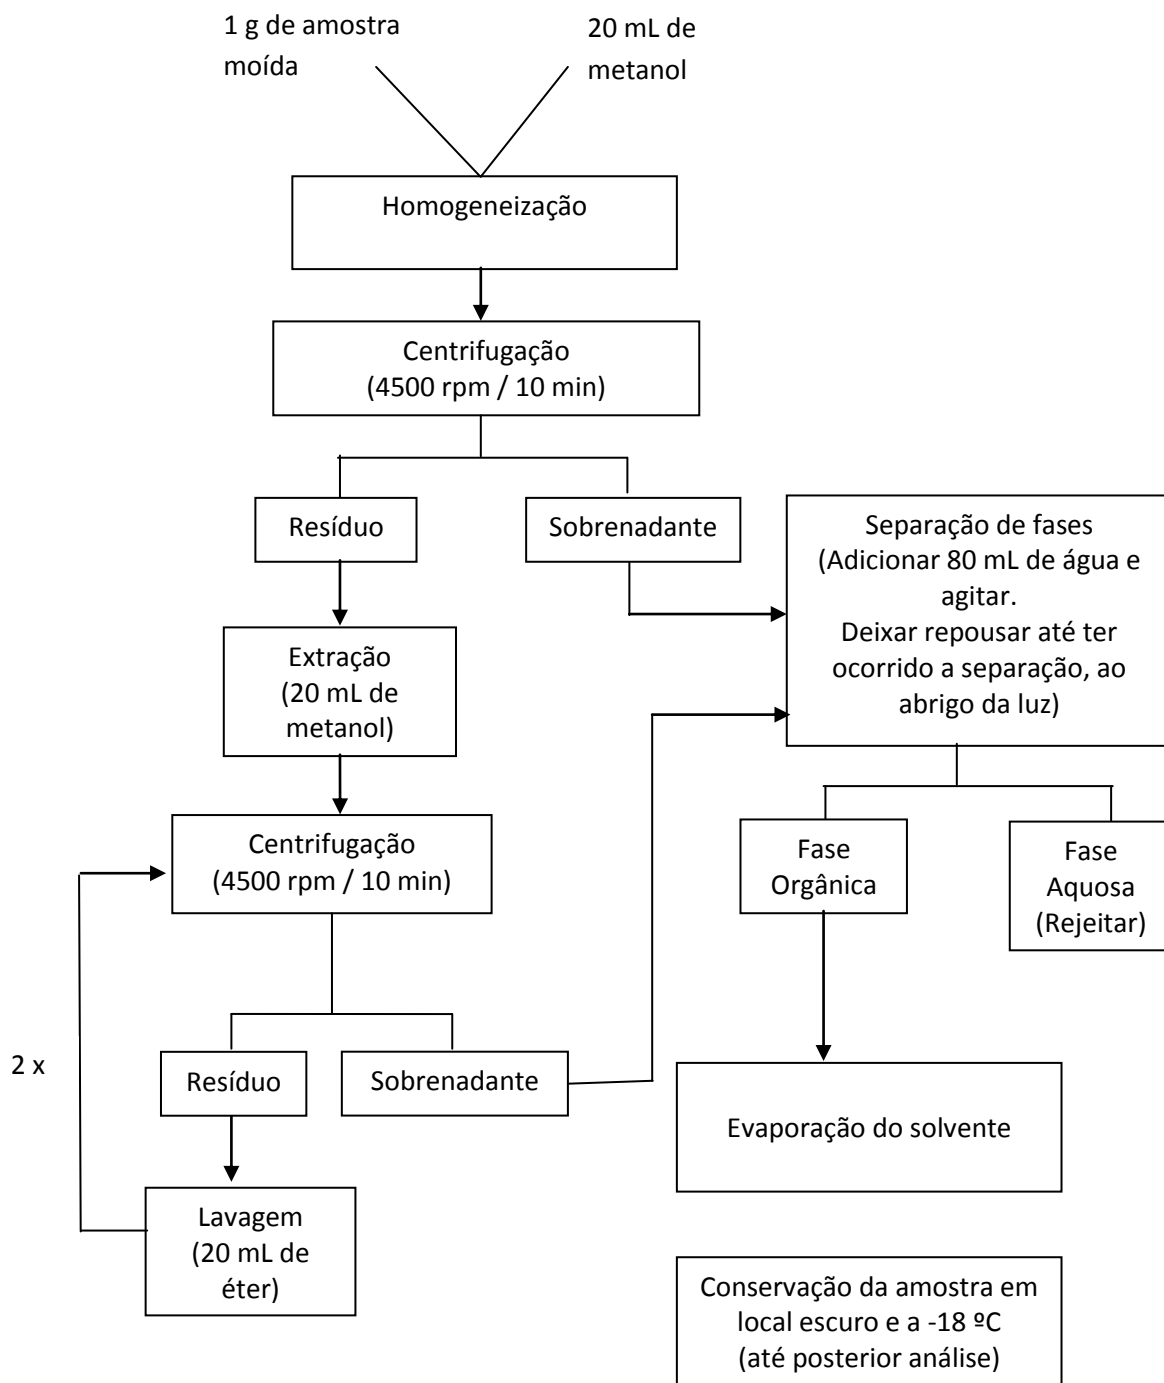 1 g de amostra
moída
20 mL de
metanol
Homogeneização
Centrifugação
(4500 rpm / 10 min)
Resíduo
Sobrenadante
Separação de fases
(Adicionar 80 mL de água e
agitar.
Deixar repousar até ter
ocorrido a separação, ao
abrigo da luz)
Extração
(20 mL de
metanol)
Centrifugação
(4500 rpm / 10 min)
Fase
Orgânica
Fase
Aquosa
(Rejeitar)
2 x
Resíduo
Sobrenadante
Evaporação do solvente
Lavagem
(20 mL de
éter)
Conservação da amostra em
local escuro e a -18 ºC
(até posterior análise)